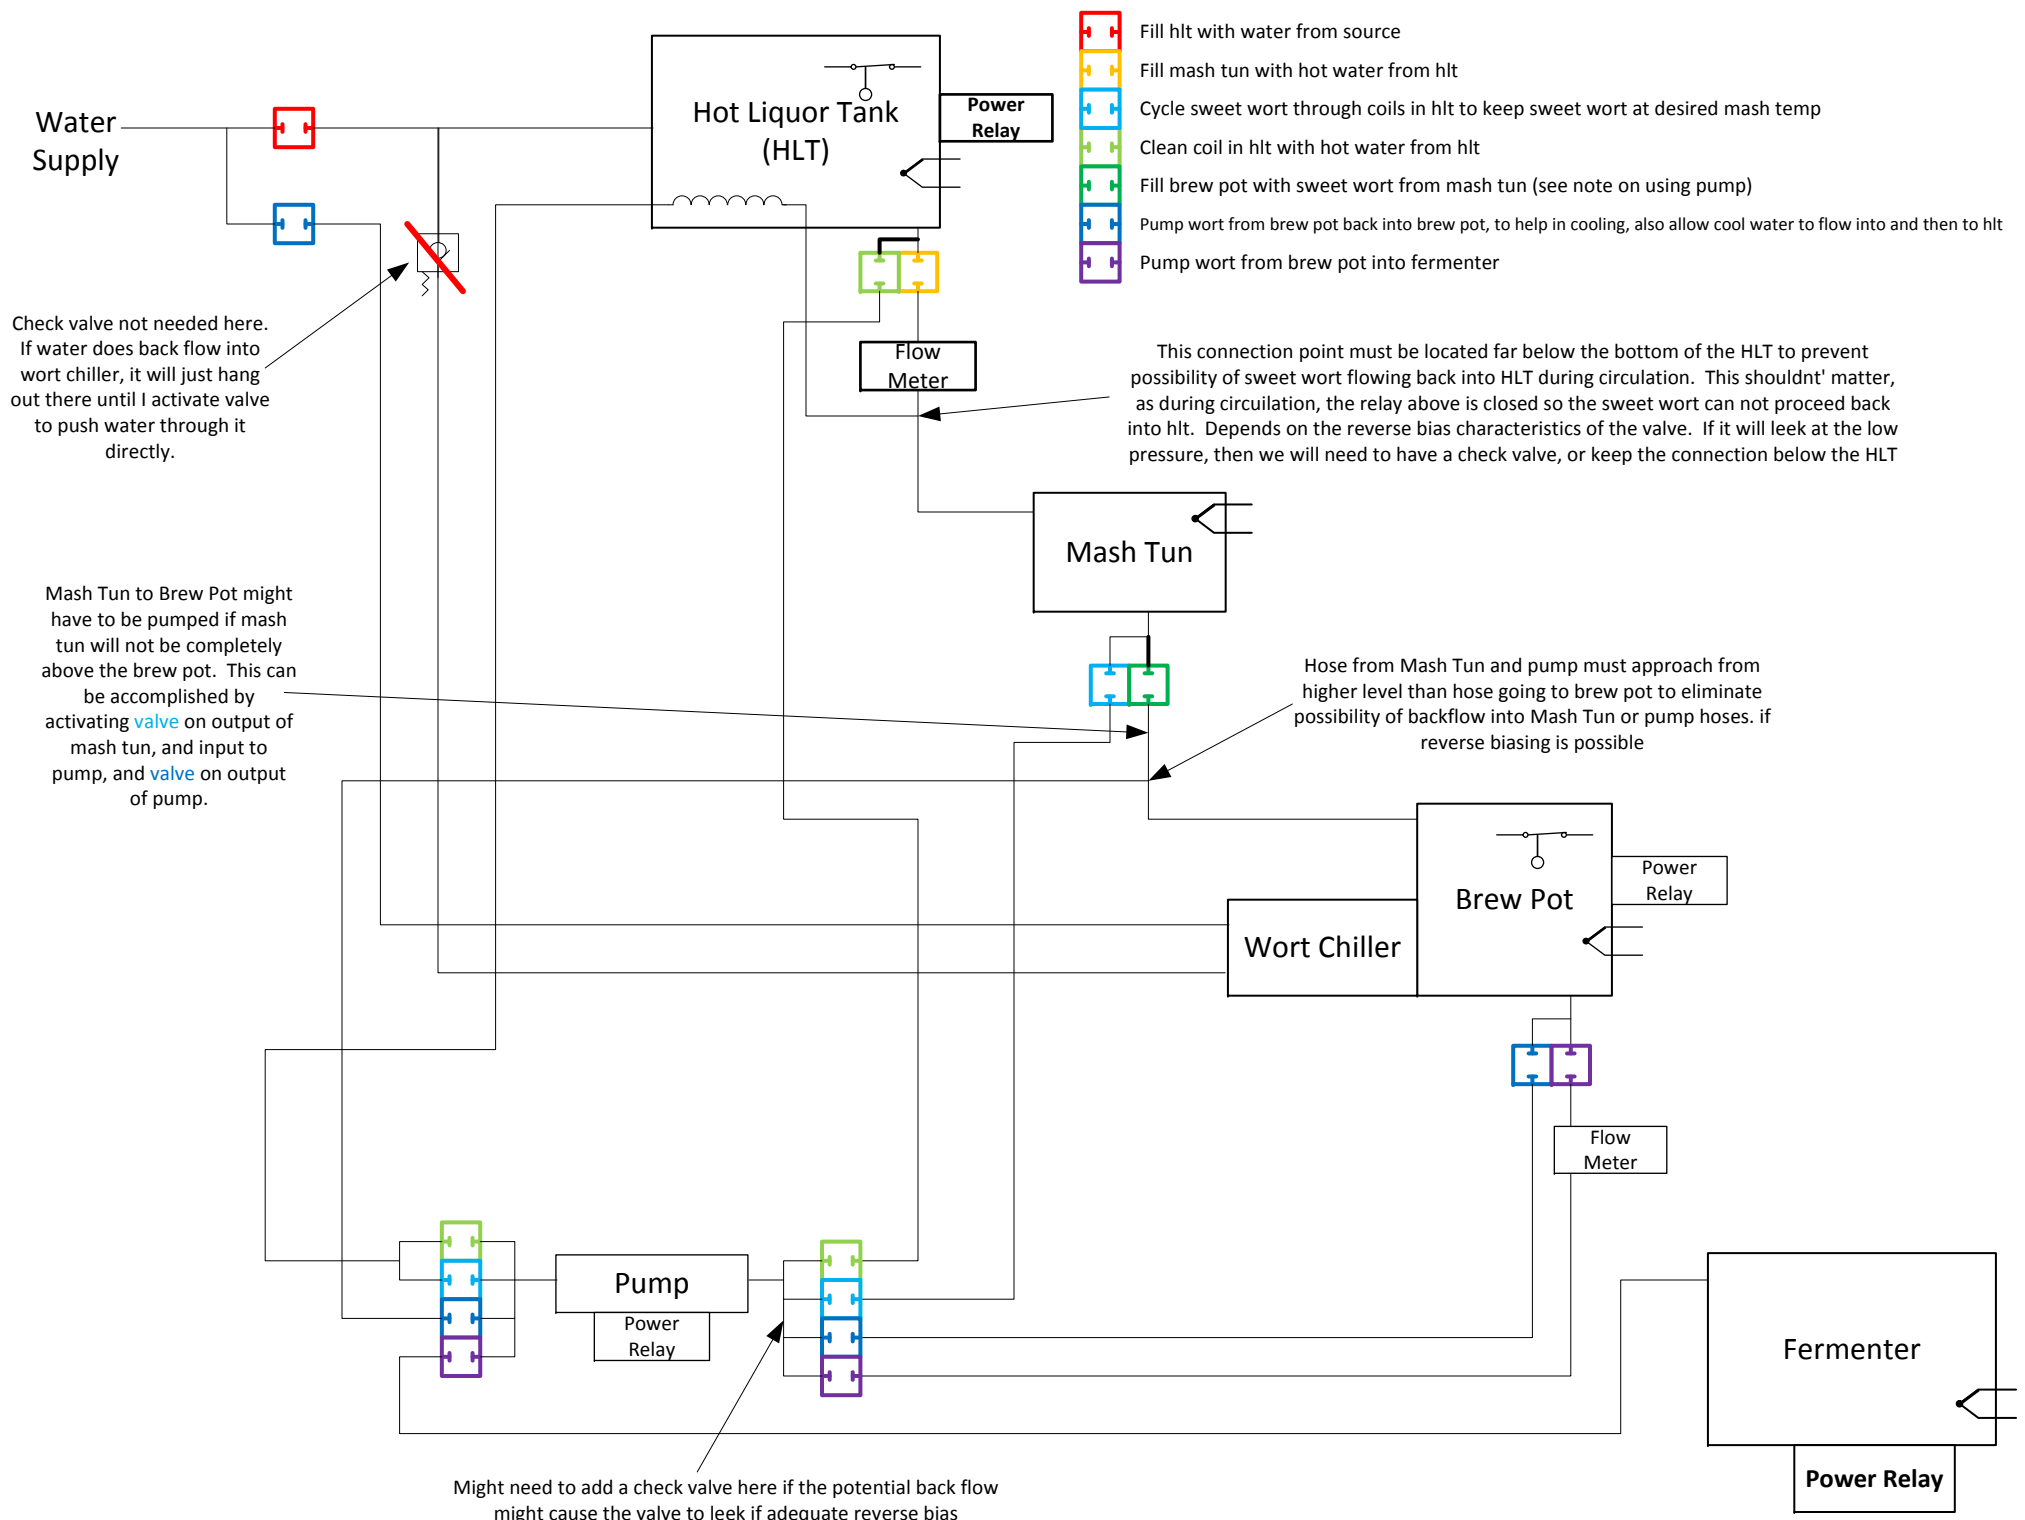 Fill hlt with water from source
Fill mash tun with hot water from hlt
Cycle sweet wort through coils in hlt to keep sweet wort at desired mash temp
Clean coil in hlt with hot water from hlt
Fill brew pot with sweet wort from mash tun (see note on using pump)
Pump wort from brew pot back into brew pot, to help in cooling, also allow cool water to flow into and then to hlt
Pump wort from brew pot into fermenter
Water
Supply
Hot Liquor Tank
(HLT)
Power
Relay
Check valve not needed here.
If water does back flow into
wort chiller, it will just hang
out there until I activate valve
to push water through it
directly.
Flow
Meter
This connection point must be located far below the bottom of the HLT to prevent
possibility of sweet wort flowing back into HLT during circulation.  This shouldnt' matter,
as during circuilation, the relay above is closed so the sweet wort can not proceed back
into hlt.  Depends on the reverse bias characteristics of the valve.  If it will leek at the low
pressure, then we will need to have a check valve, or keep the connection below the HLT
Mash Tun
Mash Tun to Brew Pot might
have to be pumped if mash
tun will not be completely
above the brew pot.  This can
be accomplished by
activating valve on output of
mash tun, and input to
pump, and valve on output
of pump.
Hose from Mash Tun and pump must approach from
higher level than hose going to brew pot to eliminate
possibility of backflow into Mash Tun or pump hoses. if
reverse biasing is possible
Brew Pot
Power
Relay
Wort Chiller
Flow
Meter
Pump
Power
Relay
Fermenter
Power Relay
Might need to add a check valve here if the potential back flow
might cause the valve to leek if adequate reverse bias